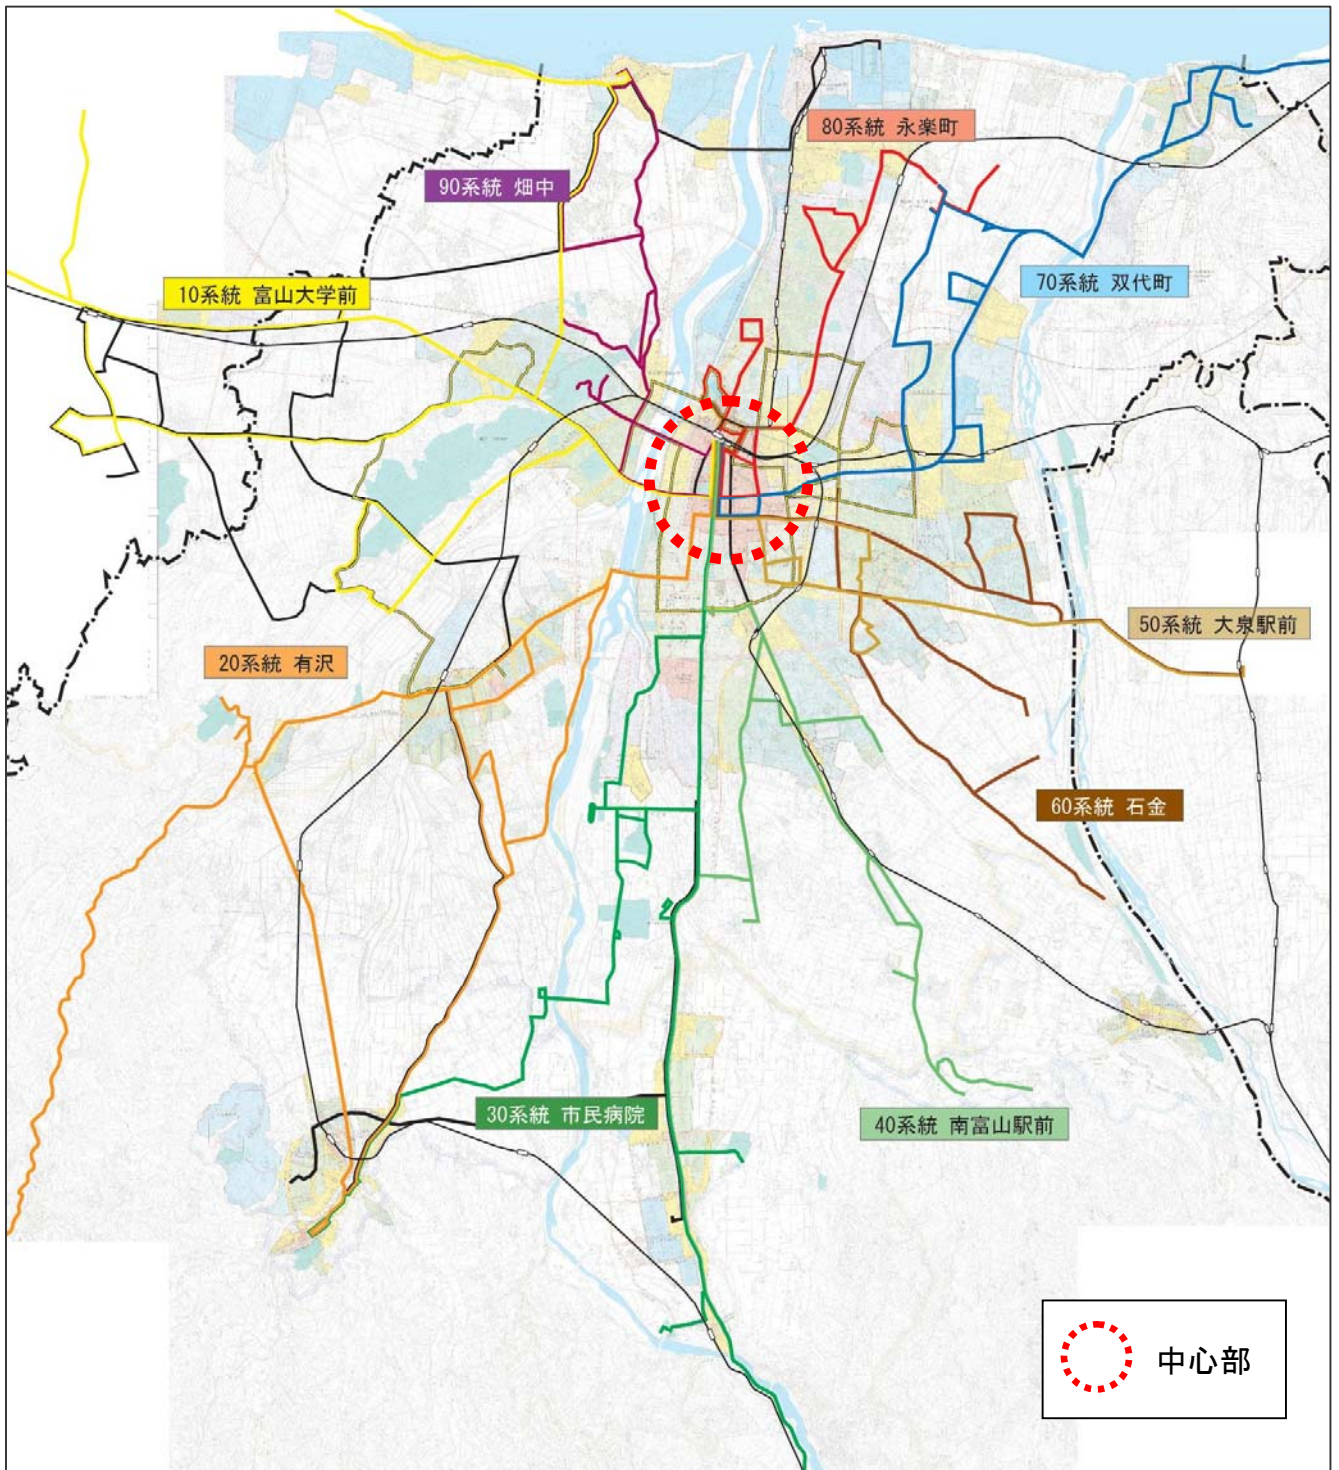 80系統 永楽町
90系統 畑中
70系統 双代町
10系統 富山大学前
50系統 大泉駅前
20系統 有沢
60系統 石金
30系統 市民病院
40系統 南富山駅前
中心部